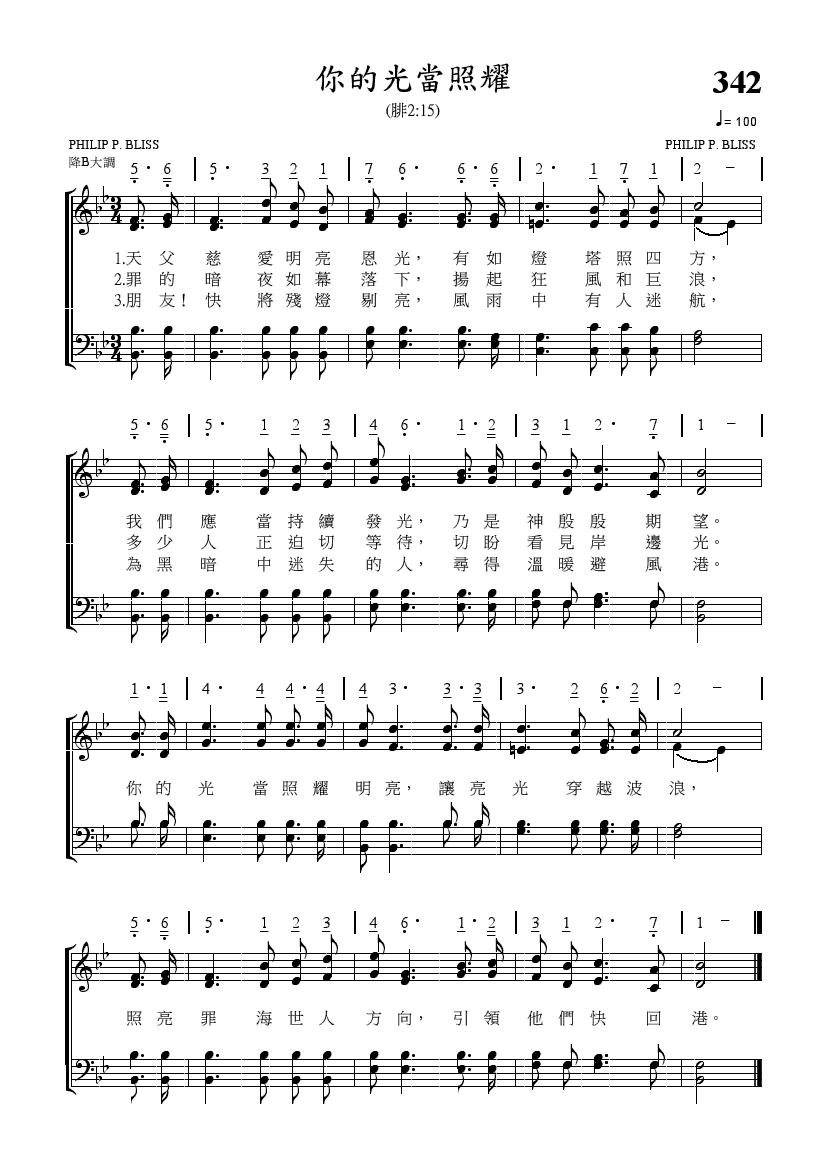 你的光當照耀
342
(腓2:15)
♩= 100
PHILIP P. BLISS PHILIP P. BLISS
降B大調
5· 6 | 5· 3 2 1 | 7 6· 6· 6 | 2· 1 7 1 | 2 – |
3/4
1.天父慈愛明亮恩光，有如燈塔照四方，
2.罪的暗夜如幕落下，揚起狂風和巨浪，
3.朋友！快將殘燈剔亮，風雨中有人迷航，
3/4
5· 6 | 5· 1 2 3 | 4 6· 1· 2 | 3 1 2· 7 | 1 – |
我們應當持續發光，乃是神殷殷期望。
多少人正迫切等待，切盼看見岸邊光。
為黑暗中迷失的人，尋得溫暖避風港。
1· 1 | 4· 4 4· 4 | 4 3· 3· 3 | 3· 2 6· 2 | 2 – |
你的光當照耀明亮，讓亮光穿越波浪，
5· 6 | 5· 1 2 3 | 4 6· 1· 2 | 3 1 2· 7 | 1 –
照亮罪海世人方向，引領他們快回港。